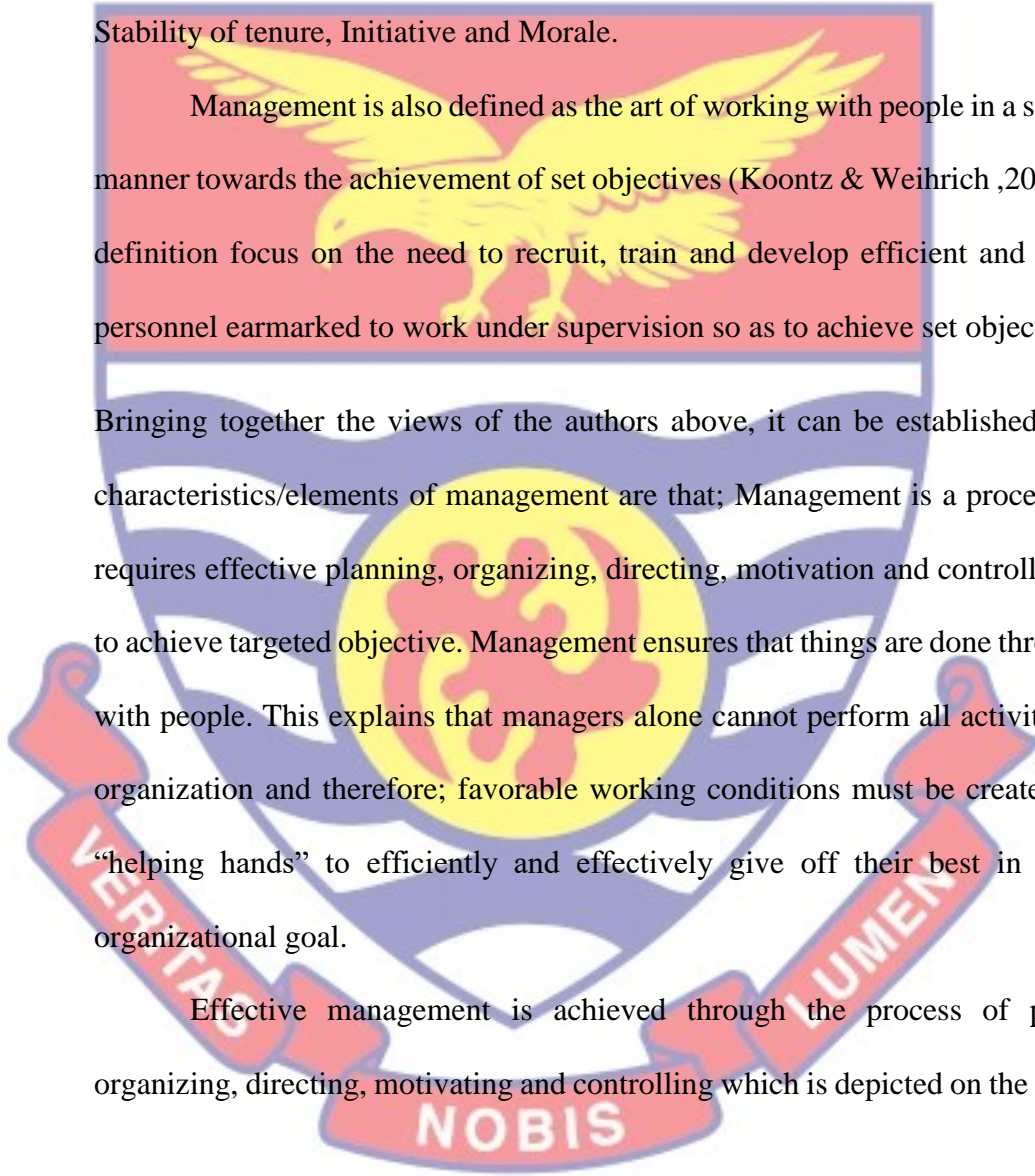 Stability of tenure, Initiative and Morale.
Management is also defined as the art of working with people in a s
manner towards the achievement of set objectives (Koontz & Weihrich ,20
definition focus on the need to recruit, train and develop efficient and
personnel earmarked to work under supervision so as to achieve set objec
Bringing together the views of the authors above, it can be established
characteristics/elements of management are that; Management is a proce
requires effective planning, organizing, directing, motivation and controll
to achieve targeted objective. Management ensures that things are done thr
with people. This explains that managers alone cannot perform all activit
organization and therefore; favorable working conditions must be create
“helping hands” to efficiently and effectively give off their best in
organizational goal.
Effective management is achieved through the process of p
organizing, directing, motivating and controlling which is depicted on the
VERITAS
NOBIS
LUMEN